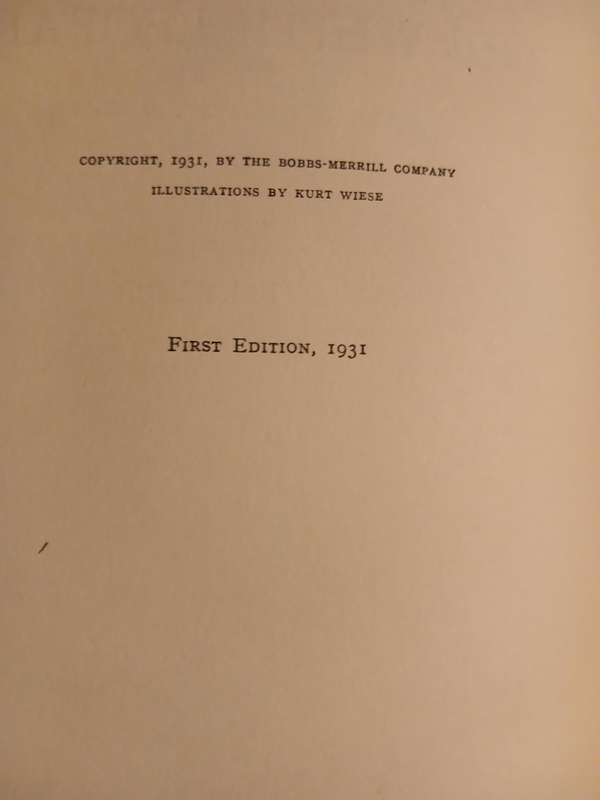 COPYRIGHT, 1931, BY THE BOBBS-MERRILL COMPANY
ILLUSTRATIONS BY KURT WIESE
FIRST EDITION, 1931